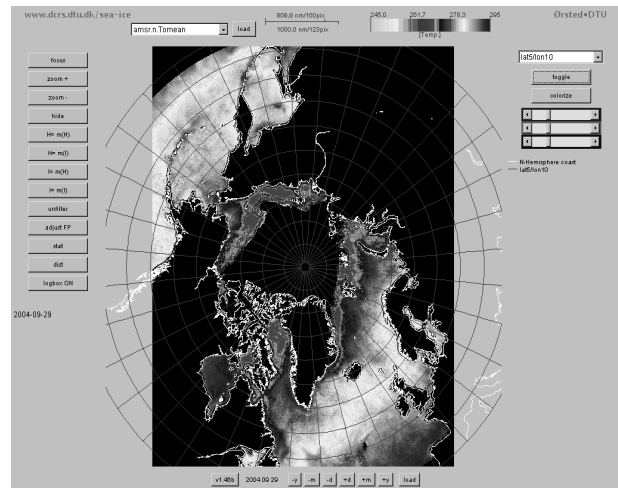 www.dcrs.dtu.dk/sea-ice
amsr.n.Tomean
load
909,9 nm/100pix
1000,0 nm/123pix
245,0 261,7 278,3 295
[Temp.]
Ørsted•DTU
focus
zoom +
zoom -
hide
H= m(H)
H= m(I)
I= m(H)
I= m(I)
unfilter
adjust FP
stat
dist
logbox ON
2004-09-29
lat5/lon10
toggle
colorize
N-Hemisphere coast
lat5/lon10
v1.46b 2004 09 29 -y -m -d +d +m +y load